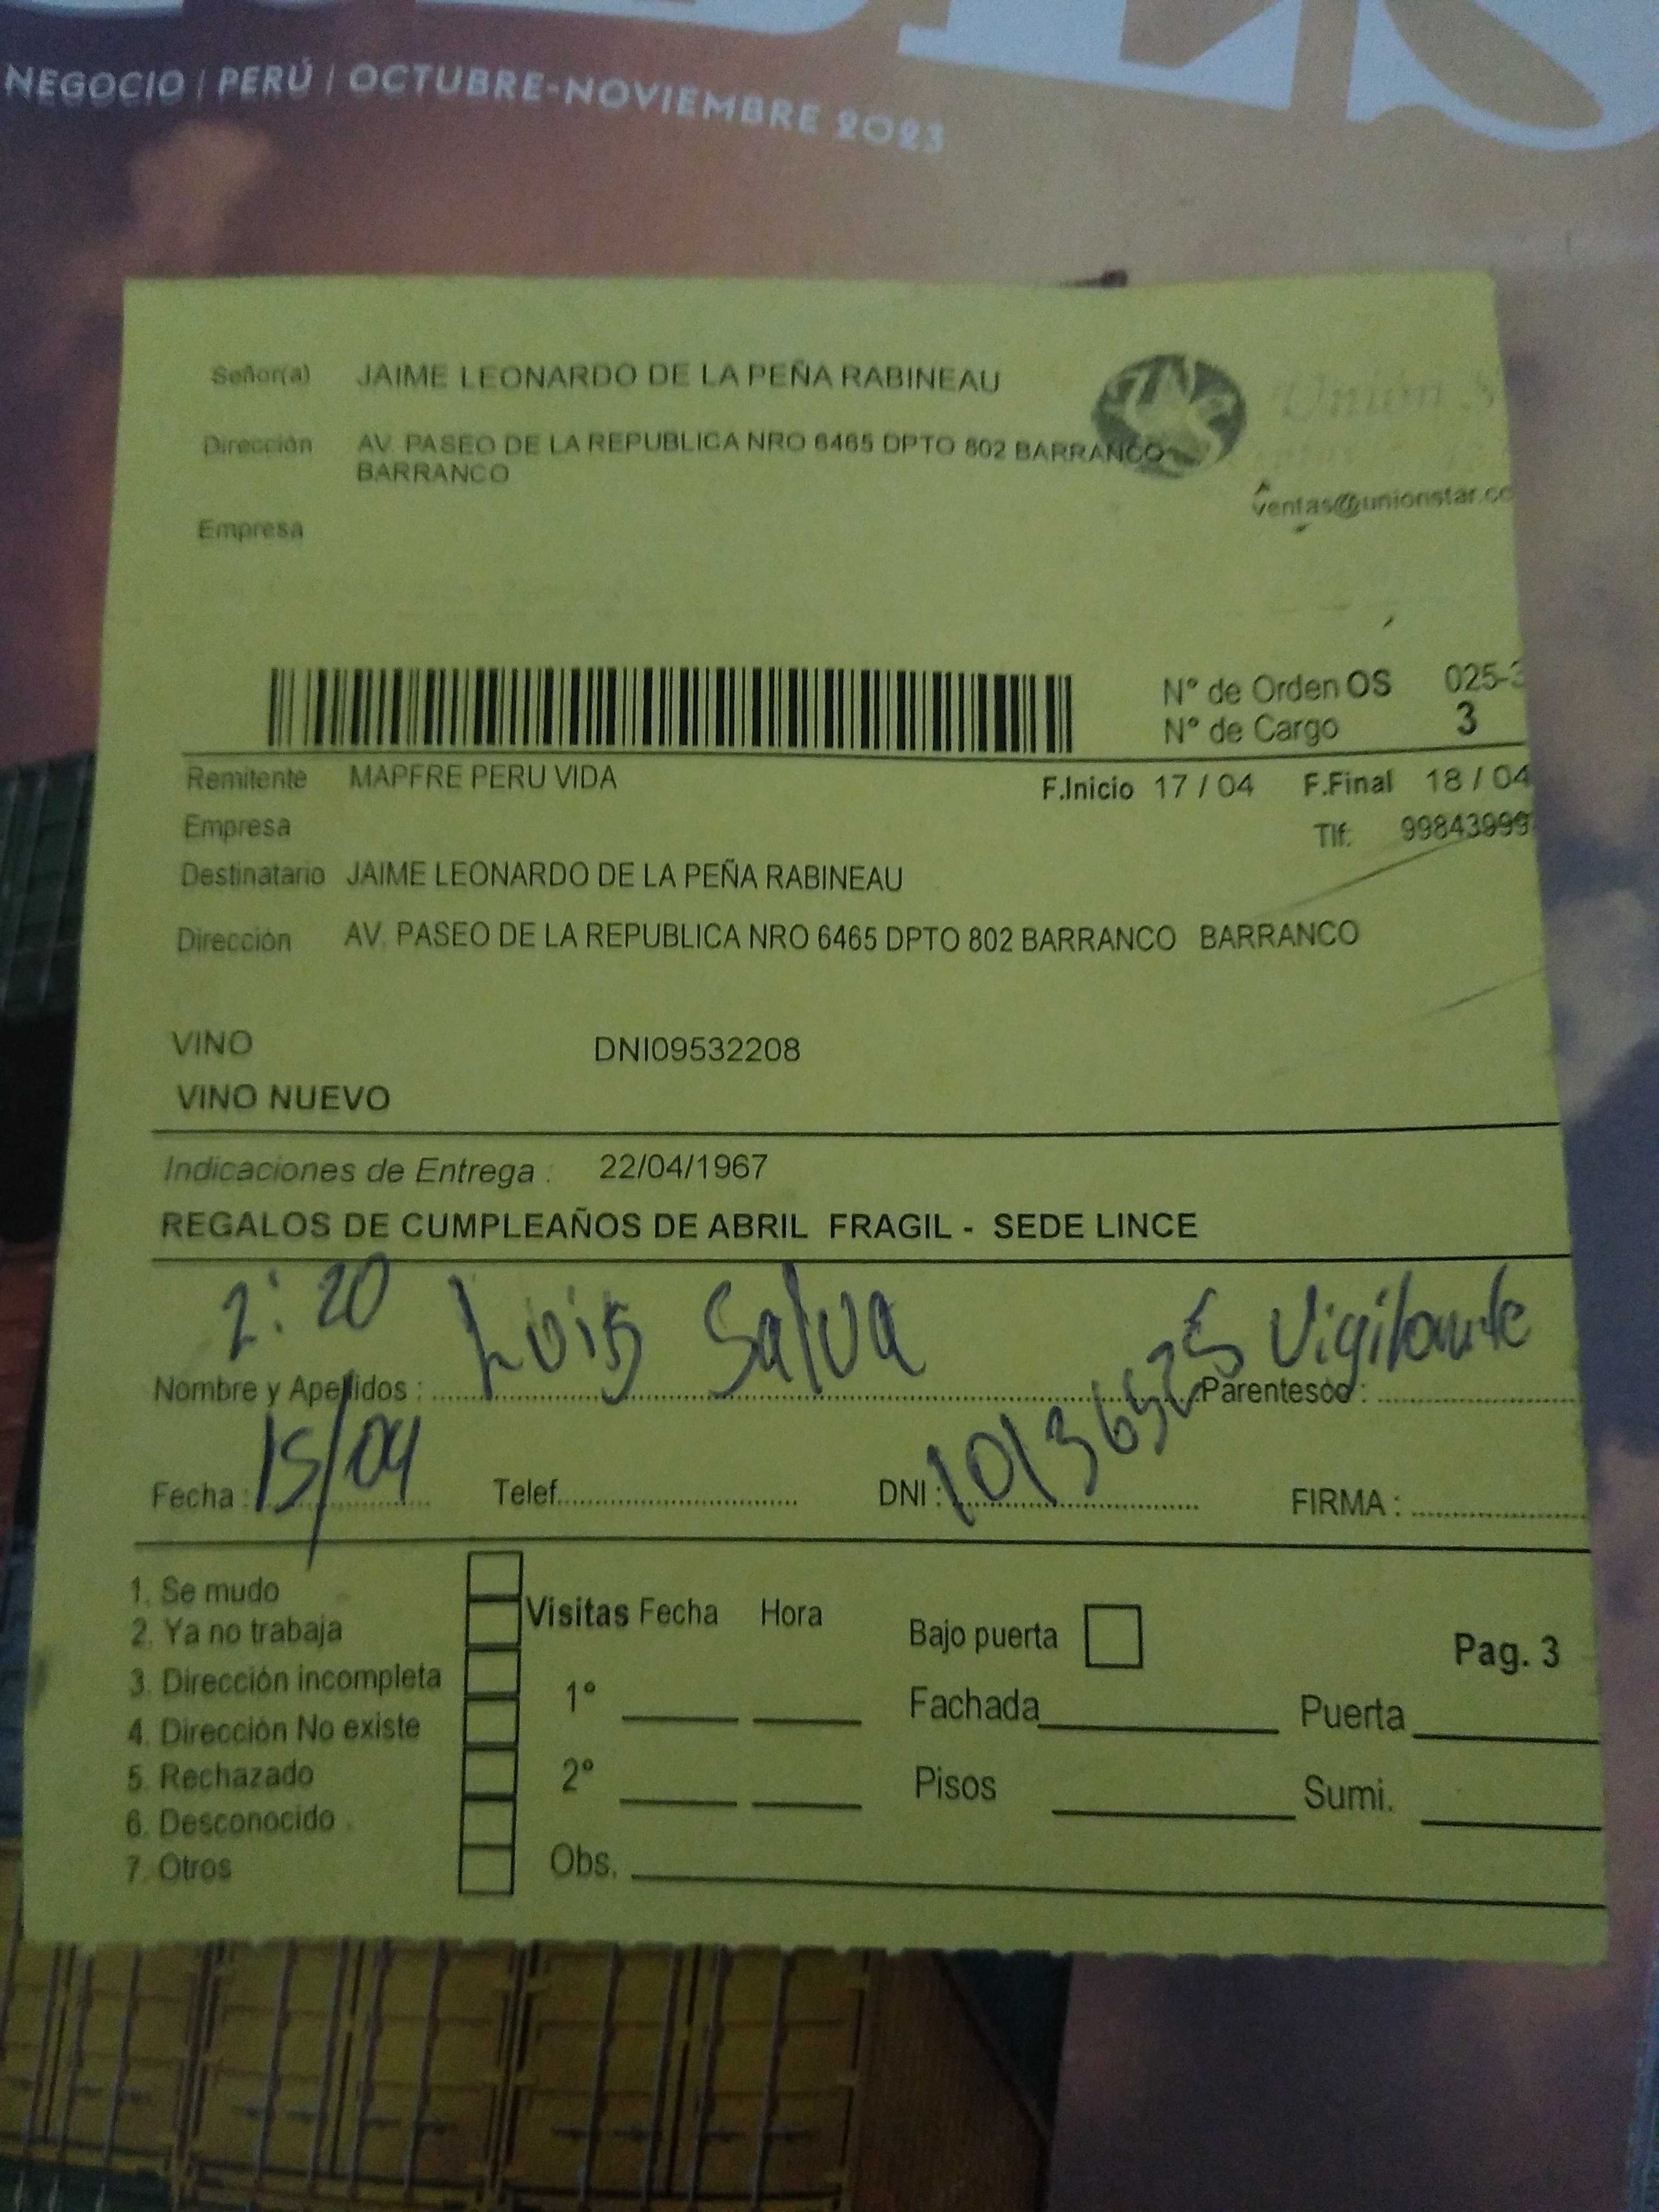 NEGOCIO | PERÚ | OCTUBRE-NOVIEMBRE 2023
Señor(a) JAIME LEONARDO DE LA PEÑA RABINEAU
Dirección AV. PASEO DE LA REPUBLICA NRO 6465 DPTO 802 BARRANCO
BARRANCO
Unión
ventas@unionstar.co
Empresa
N° de Orden OS 025-3
N° de Cargo 3
Remitente MAPFRE PERU VIDA F.Inicio 17 / 04 F.Final 18 / 04
Empresa Tlf: 99843999
Destinatario JAIME LEONARDO DE LA PEÑA RABINEAU
Dirección AV. PASEO DE LA REPUBLICA NRO 6465 DPTO 802 BARRANCO BARRANCO
VINO DNI09532208
VINO NUEVO
Indicaciones de Entrega : 22/04/1967
REGALOS DE CUMPLEAÑOS DE ABRIL FRAGIL - SEDE LINCE
2:20 Luis Salva Vigilante
Nombre y Apellidos : Parentesco :
Fecha : 15/04 Telef. DNI : FIRMA :
1. Se mudo
2. Ya no trabaja
3. Dirección incompleta
4. Dirección No existe
5. Rechazado
6. Desconocido
7. Otros
Visitas Fecha Hora
1°
2°
Obs.
Bajo puerta Pag. 3
Fachada Puerta
Pisos Sumi.